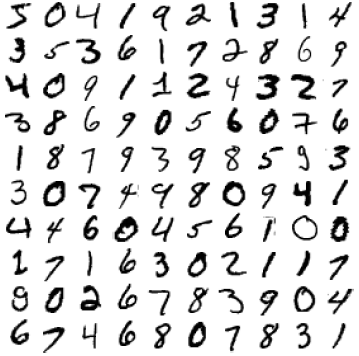 5 0 4 1 9 2 1 3 1 4
3 5 3 6 1 7 2 8 6 9
4 0 9 1 1 2 4 3 2 7
3 8 6 9 0 5 6 0 7 6
1 8 7 9 3 9 8 5 9 3
3 0 7 4 9 8 0 9 4 1
4 4 6 0 4 5 6 1 0 0
1 7 1 6 3 0 2 1 1 7
9 0 2 6 7 8 3 9 0 4
6 7 4 6 8 0 7 8 3 1